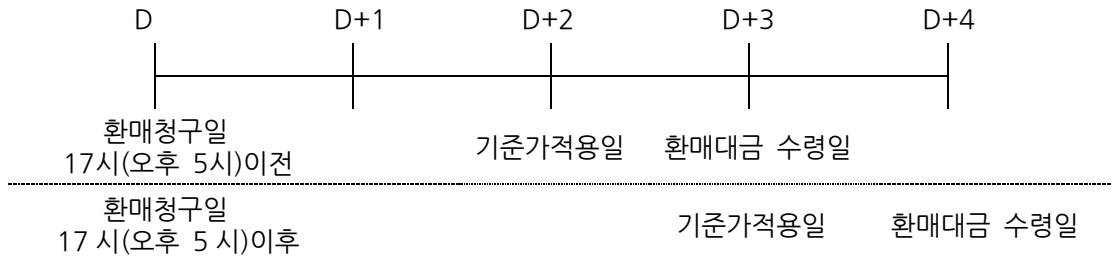 D D+1 D+2 D+3 D+4
환매청구일
17시(오후 5시)이전
기준가적용일 환매대금 수령일
환매청구일
17 시(오후 5 시)이후
기준가적용일 환매대금 수령일